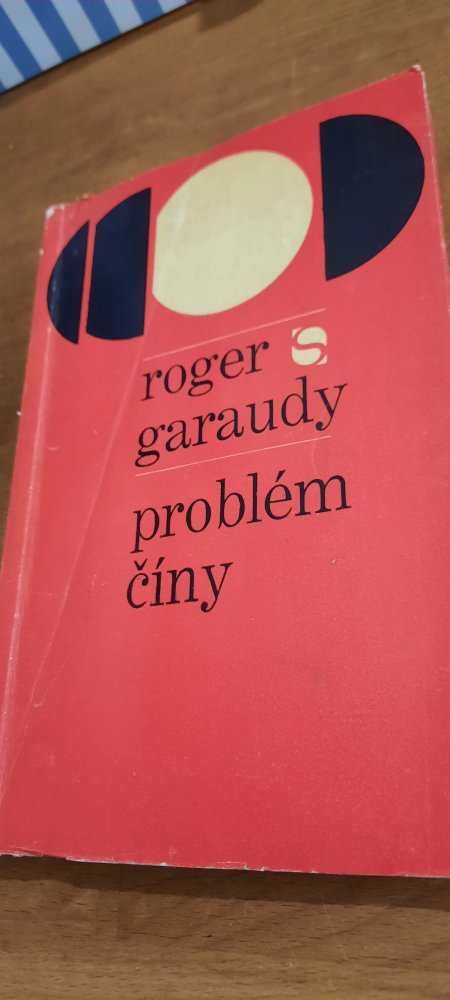 roger s
garaudy
problém
číny